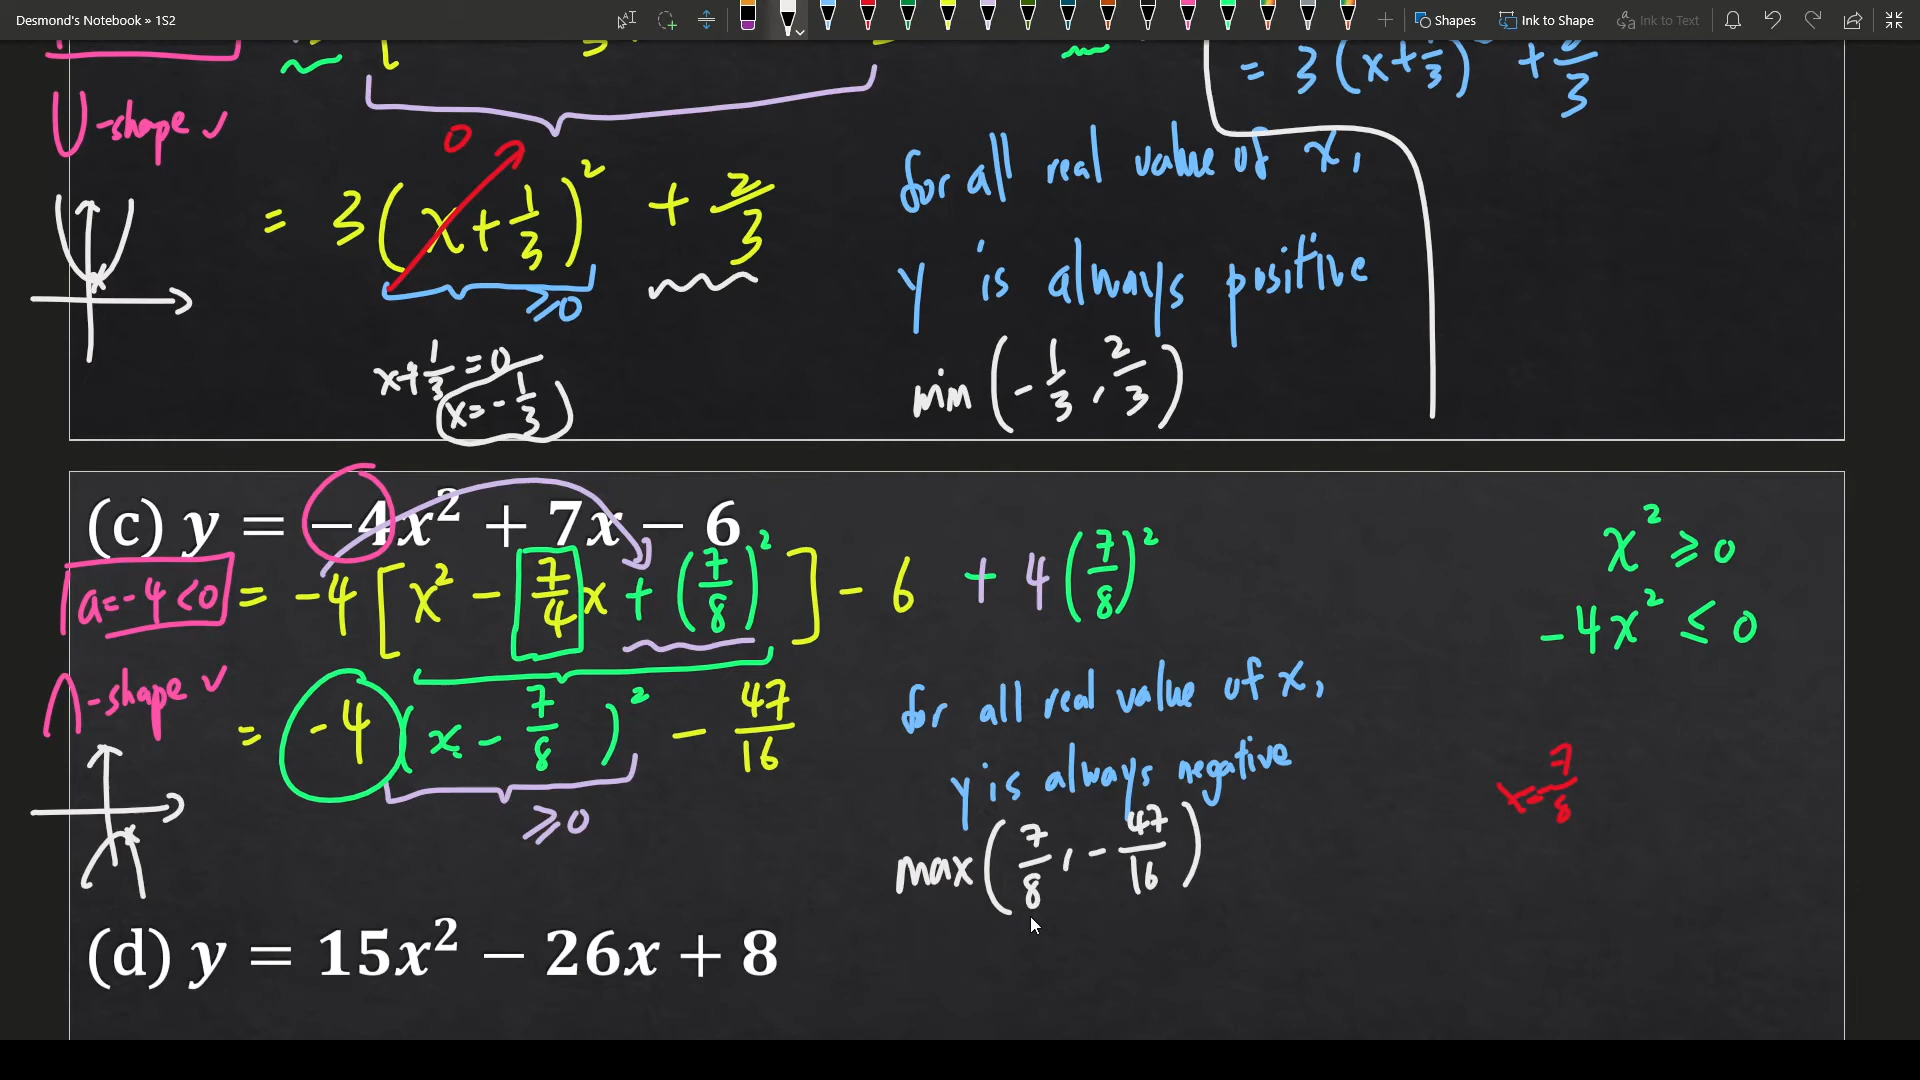 Desmond's Notebook » 1S2
Shapes
Ink to Shape
Ink to Text
= 3(x+1/3) + 2/3
U-shape ✓
0
= 3(x+1/3)² + 2/3
≥0
x+1/3=0
x=-1/3
for all real value of x,
y is always positive
min (-1/3, 2/3)
(c) y = −4x² + 7x − 6
a=-4<0
= -4[x² - 7/4x + (7/8)²] - 6 + 4(7/8)²
∩-shape ✓
= -4(x - 7/8)² - 47/16
≥0
for all real value of x,
y is always negative
max(7/8, -47/16)
x² ≥ 0
-4x² ≤ 0
x=7/8
(d) y = 15x² − 26x + 8